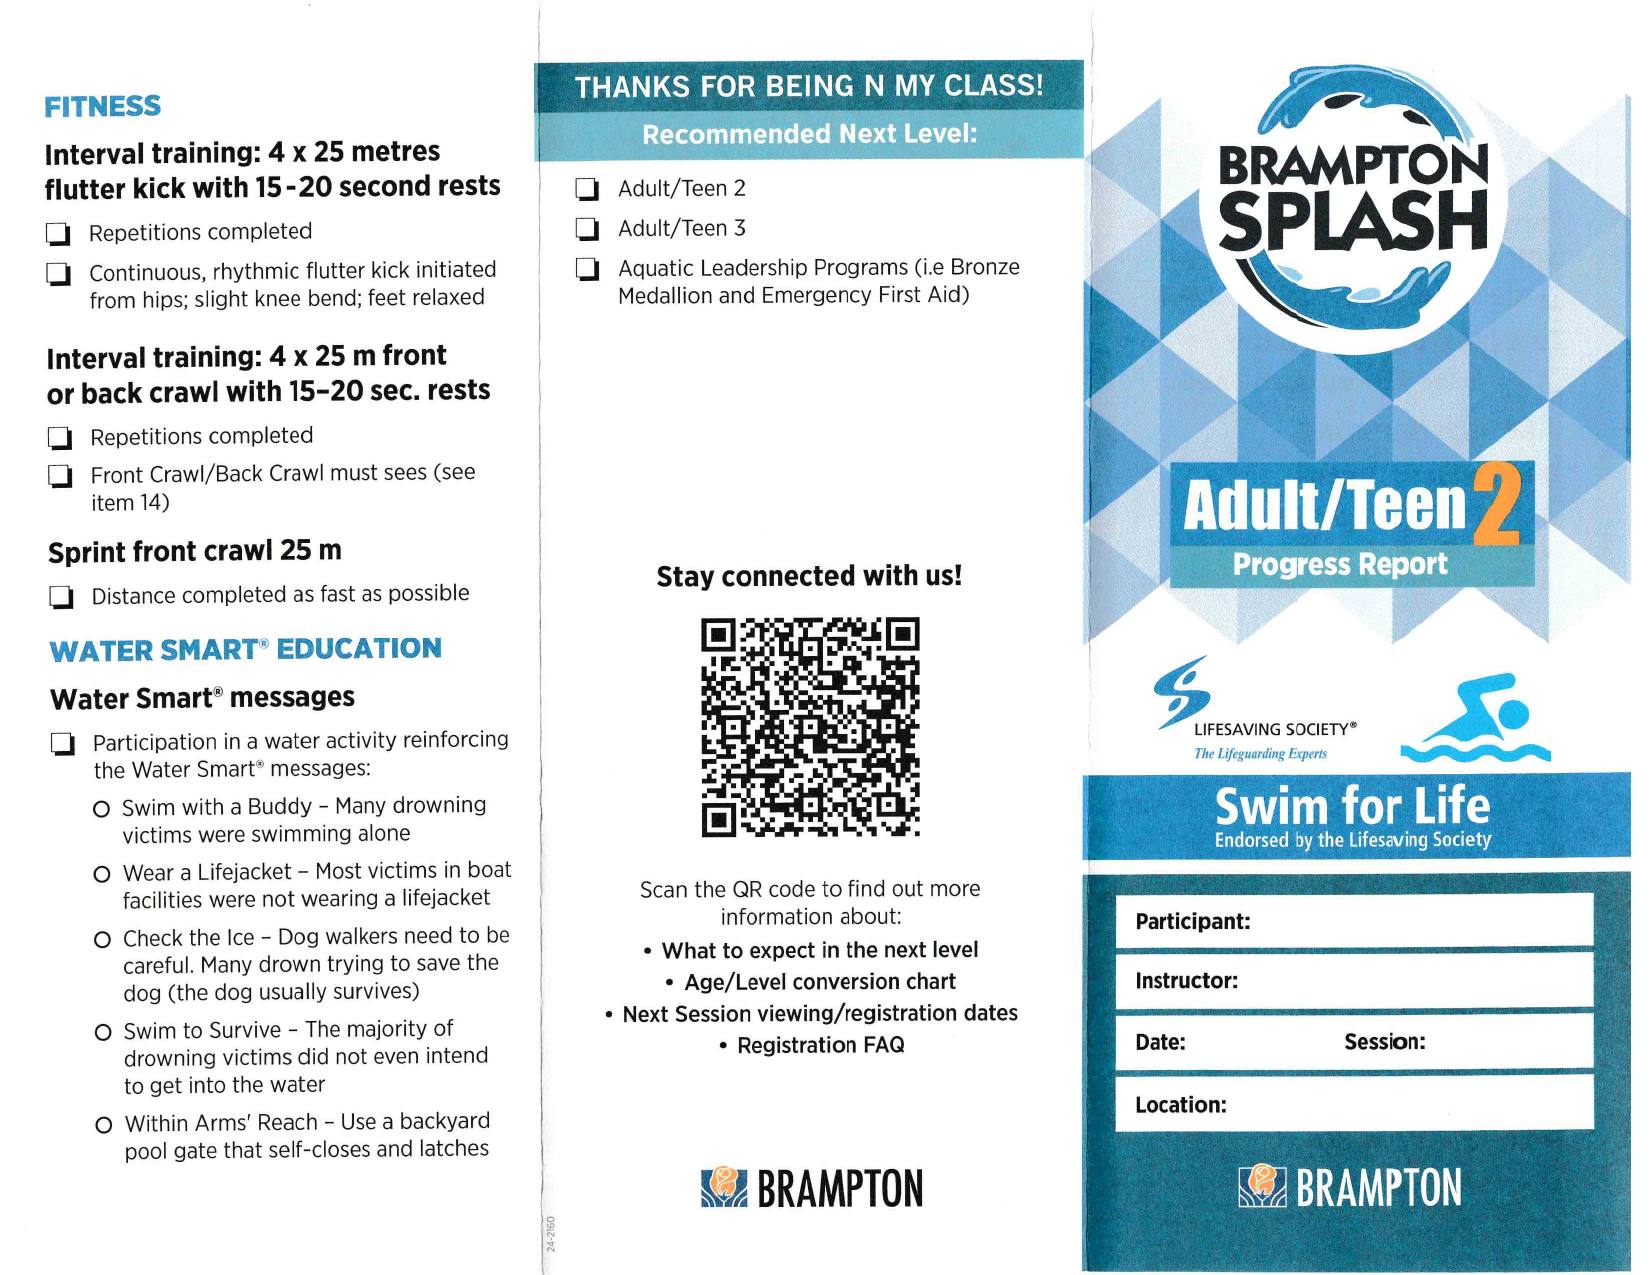 FITNESS
Interval training: 4 x 25 metres
flutter kick with 15-20 second rests
Repetitions completed
Continuous, rhythmic flutter kick initiated
from hips; slight knee bend; feet relaxed
Interval training: 4 x 25 m front
or back crawl with 15–20 sec. rests
Repetitions completed
Front Crawl/Back Crawl must sees (see
item 14)
Sprint front crawl 25 m
Distance completed as fast as possible
WATER SMART® EDUCATION
Water Smart® messages
Participation in a water activity reinforcing
the Water Smart® messages:
Swim with a Buddy – Many drowning
victims were swimming alone
Wear a Lifejacket – Most victims in boat
facilities were not wearing a lifejacket
Check the Ice – Dog walkers need to be
careful. Many drown trying to save the
dog (the dog usually survives)
Swim to Survive – The majority of
drowning victims did not even intend
to get into the water
Within Arms' Reach – Use a backyard
pool gate that self-closes and latches
THANKS FOR BEING N MY CLASS!
Recommended Next Level:
Adult/Teen 2
Adult/Teen 3
Aquatic Leadership Programs (i.e Bronze
Medallion and Emergency First Aid)
Stay connected with us!
Scan the QR code to find out more
information about:
• What to expect in the next level
• Age/Level conversion chart
• Next Session viewing/registration dates
• Registration FAQ
BRAMPTON
24-2160
BRAMPTON
SPLASH
Adult/Teen 2
Progress Report
LIFESAVING SOCIETY®
The Lifeguarding Experts
Swim for Life
Endorsed by the Lifesaving Society
Participant:
Instructor:
Date: Session:
Location:
BRAMPTON